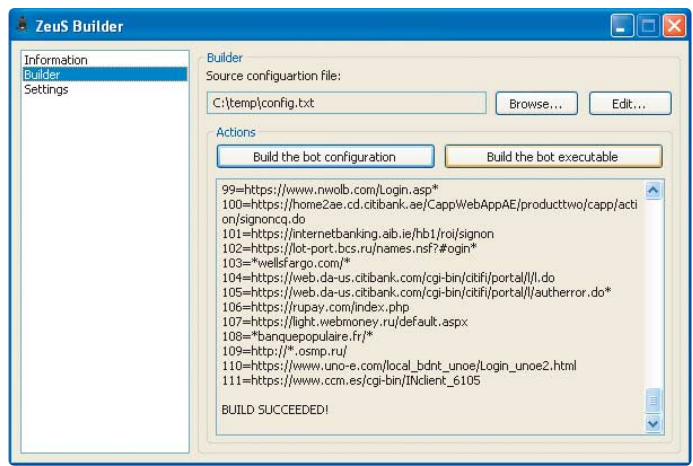 ZeuS Builder
Information
Builder
Settings
Builder
Source configuartion file:
C:\temp\config.txt
Browse...
Edit...
Actions
Build the bot configuration
Build the bot executable
99=https://www.nwolb.com/Login.asp*
100=https://home2ae.cd.citibank.ae/CappWebAppAE/producttwo/capp/acti
on/signoncq.do
101=https://internetbanking.aib.ie/hb1/roi/signon
102=https://lot-port.bcs.ru/names.nsf?#ogin*
103=*wellsfargo.com/*
104=https://web.da-us.citibank.com/cgi-bin/citifi/portal/l/l.do
105=https://web.da-us.citibank.com/cgi-bin/citifi/portal/l/autherror.do*
106=https://rupay.com/index.php
107=https://light.webmoney.ru/default.aspx
108=*banquepopulaire.fr/*
109=http://*.osmp.ru/
110=https://www.uno-e.com/local_bdnt_unoe/Login_unoe2.html
111=https://www.ccm.es/cgi-bin/INclient_6105
BUILD SUCCEEDED!